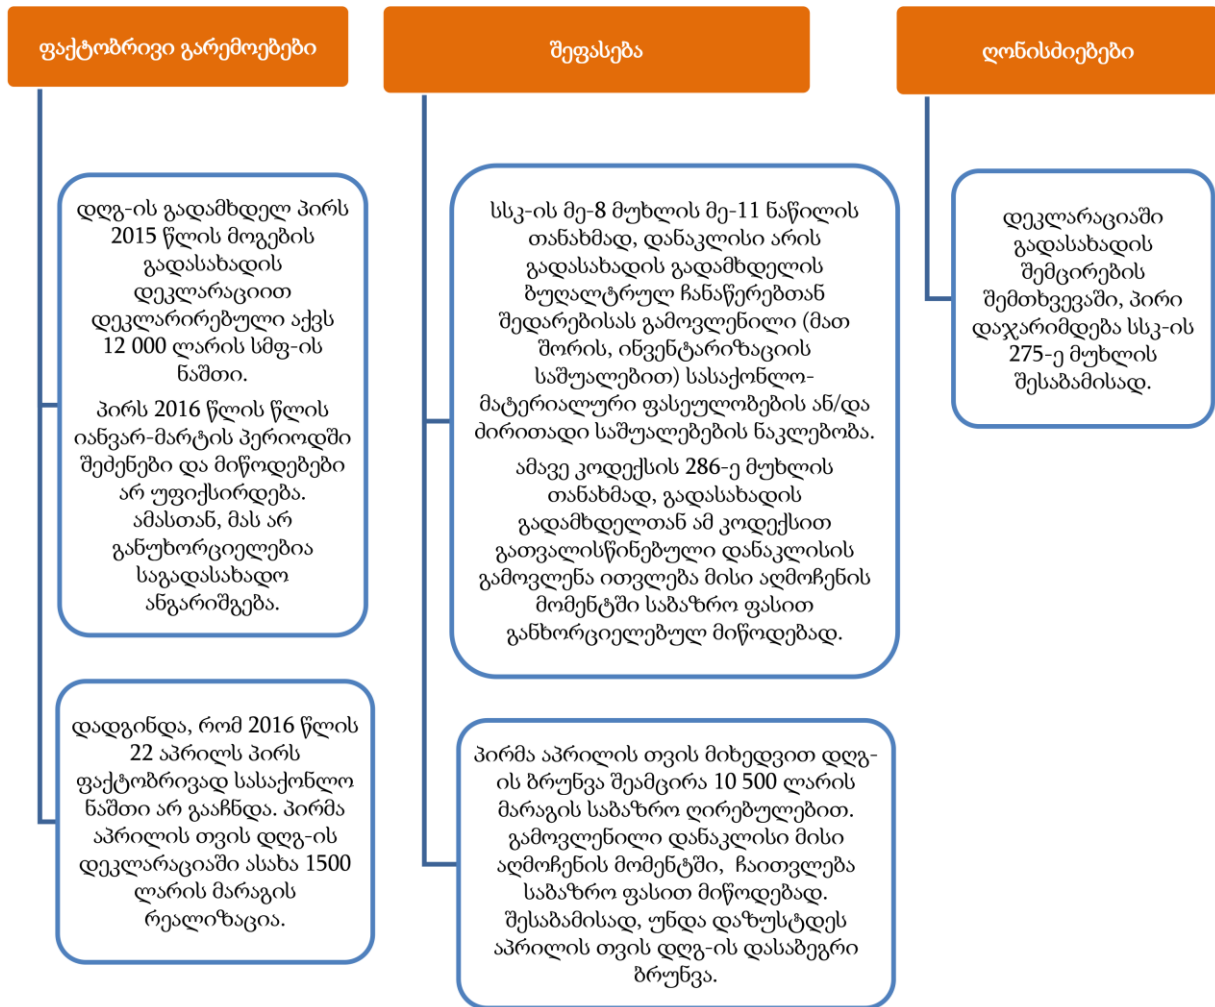 ფაქტობრივი გარემოებები
დღგ-ის გადამხდელ პირს
2015 წლის მოგების
გადასახადის
დეკლარაციით
დეკლარირებული აქვს
12 000 ლარის სმფ-ის
ნაშთი.
პირს 2016 წლის წლის
იანვარ-მარტის პერიოდში
შეძენები და მიწოდებები
არ უფიქსირდება.
ამასთან, მას არ
განუხორციელებია
საგადასახადო
ანგარიშგება.
დადგინდა, რომ 2016 წლის
22 აპრილს პირს
ფაქტობრივად სასაქონლო
ნაშთი არ გააჩნდა. პირმა
აპრილის თვის დღგ-ის
დეკლარაციაში ასახა 1500
ლარის მარაგის
რეალიზაცია.
შეფასება
სსკ-ის მე-8 მუხლის მე-11 ნაწილის
თანახმად, დანაკლისი არის
გადასახადის გადამხდელის
ბუღალტრულ ჩანაწერებთან
შედარებისას გამოვლენილი (მათ
შორის, ინვენტარიზაციის
საშუალებით) სასაქონლო-
მატერიალური ფასეულობების ან/და
ძირითადი საშუალებების ნაკლებობა.
ამავე კოდექსის 286-ე მუხლის
თანახმად, გადასახადის
გადამხდელთან ამ კოდექსით
გათვალისწინებული დანაკლისის
გამოვლენა ითვლება მისი აღმოჩენის
მომენტში საბაზრო ფასით
განხორციელებულ მიწოდებად.
პირმა აპრილის თვის მიხედვით დღგ-
ის ბრუნვა შეამცირა 10 500 ლარის
მარაგის საბაზრო ღირებულებით.
გამოვლენილი დანაკლისი მისი
აღმოჩენის მომენტში, ჩაითვლება
საბაზრო ფასით მიწოდებად.
შესაბამისად, უნდა დაზუსტდეს
აპრილის თვის დღგ-ის დასაბეგრი
ბრუნვა.
ღონისძიებები
დეკლარაციაში
გადასახადის
შემცირების
შემთხვევაში, პირი
დაჯარიმდება სსკ-ის
275-ე მუხლის
შესაბამისად.